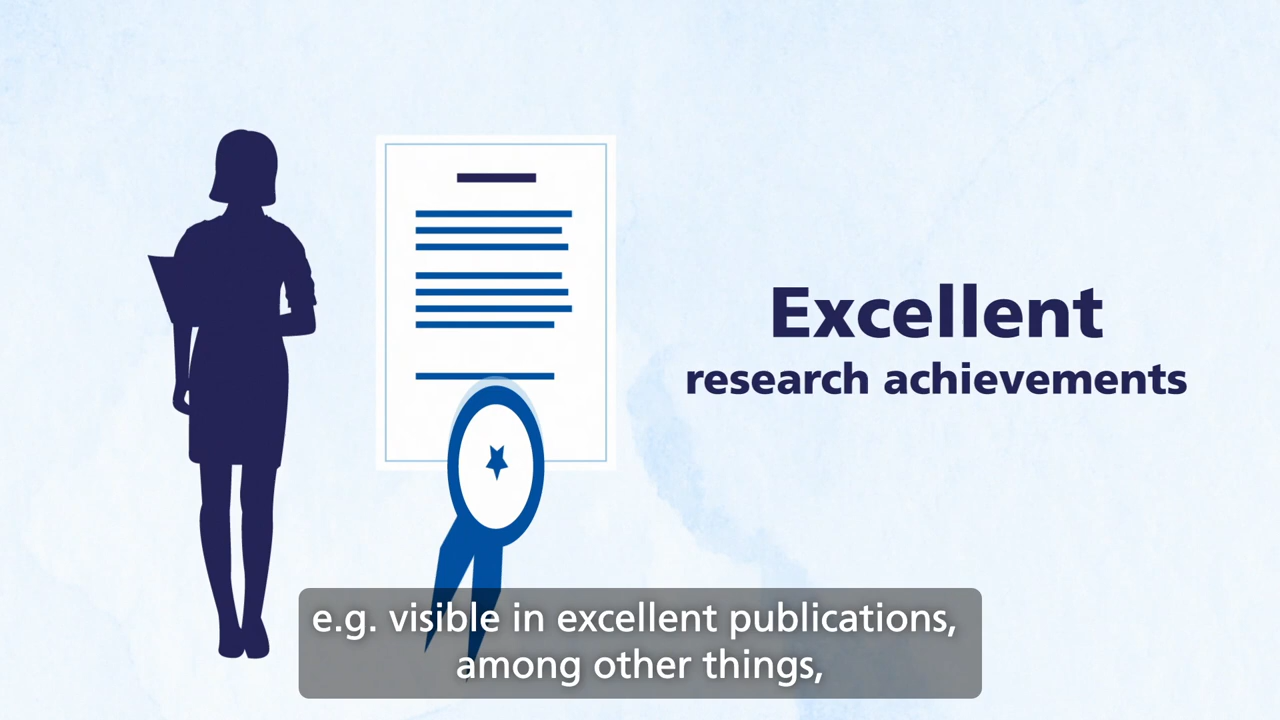 Excellent
research achievements
e.g. visible in excellent publications,
among other things,